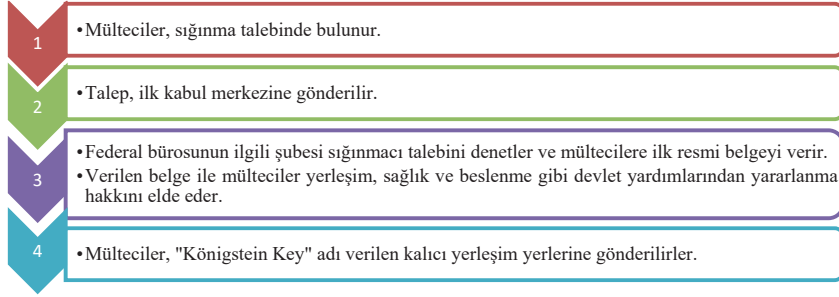 1
•Mülteciler, sığınma talebinde bulunur.
2
•Talep, ilk kabul merkezine gönderilir.
3
•Federal bürosunun ilgili şubesi sığınmacı talebini denetler ve mültecilere ilk resmi belgeyi verir.
•Verilen belge ile mülteciler yerleşim, sağlık ve beslenme gibi devlet yardımlarından yararlanma
hakkını elde eder.
4
•Mülteciler, "Königstein Key" adı verilen kalıcı yerleşim yerlerine gönderilirler.